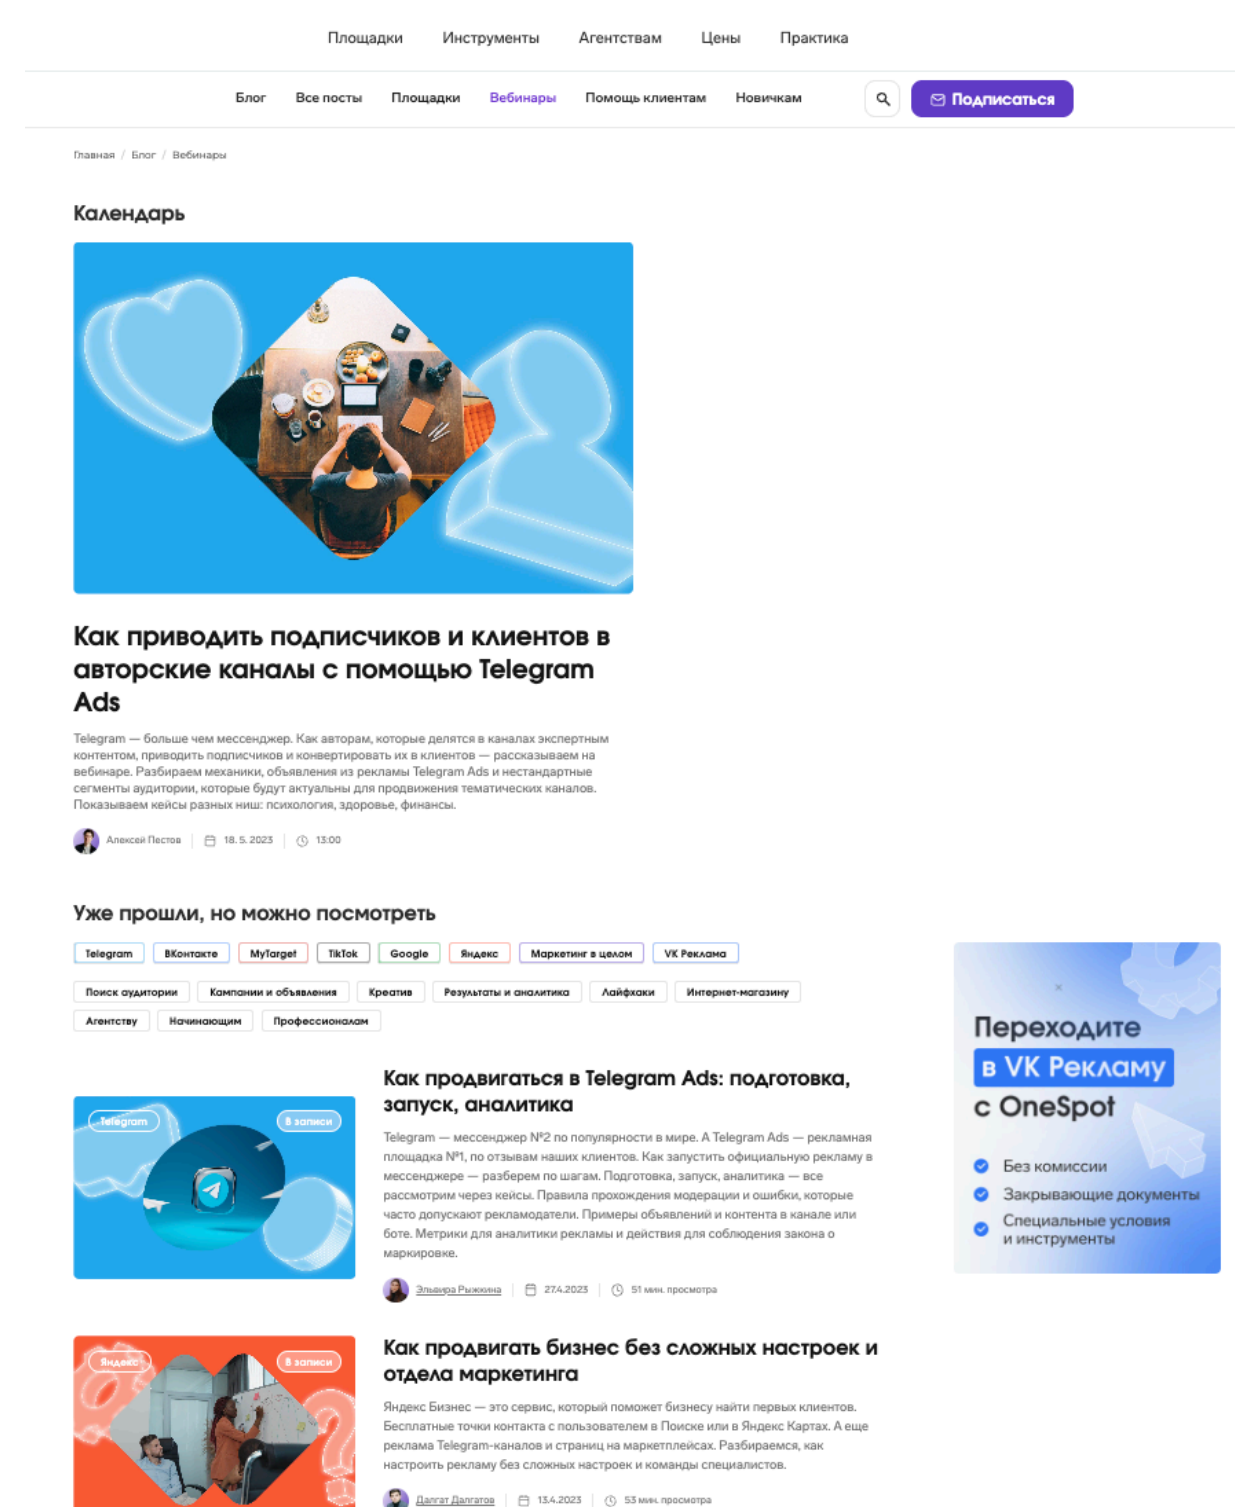 Площадки Инструменты Агентствам Цены Практика
Блог Все посты Площадки Вебинары Помощь клиентам Новичкам Подписаться
Главная / Блог / Вебинары
Календарь
Как приводить подписчиков и клиентов в
авторские каналы с помощью Telegram
Ads
Telegram — больше чем мессенджер. Как авторам, которые делятся в каналах экспертным
контентом, приводить подписчиков и конвертировать их в клиентов — рассказываем на
вебинаре. Разбираем механики, объявления из рекламы Telegram Ads и нестандартные
сегменты аудитории, которые будут актуальны для продвижения тематических каналов.
Показываем кейсы разных ниш: психология, здоровье, финансы.
Алексей Пестов 18. 5. 2023 13:00
Уже прошли, но можно посмотреть
Telegram ВКонтакте MyTarget TikTok Google Яндекс Маркетинг в целом VK Реклама
Поиск аудитории Кампании и объявления Креатив Результаты и аналитика Лайфхаки Интернет-магазину
Агентству Начинающим Профессионалам
Переходите
в VK Рекламу
с OneSpot
Без комиссии
Закрывающие документы
Специальные условия
и инструменты
Telegram В записи
Как продвигаться в Telegram Ads: подготовка,
запуск, аналитика
Telegram — мессенджер №2 по популярности в мире. А Telegram Ads — рекламная
площадка №1, по отзывам наших клиентов. Как запустить официальную рекламу в
мессенджере — разберем по шагам. Подготовка, запуск, аналитика — все
рассмотрим через кейсы. Правила прохождения модерации и ошибки, которые
часто допускают рекламодатели. Примеры объявлений и контента в канале или
боте. Метрики для аналитики рекламы и действия для соблюдения закона о
маркировке.
Эльвира Рыжкина 27.4.2023 51 мин. просмотра
Яндекс В записи
Как продвигать бизнес без сложных настроек и
отдела маркетинга
Яндекс Бизнес — это сервис, который поможет бизнесу найти первых клиентов.
Бесплатные точки контакта с пользователем в Поиске или в Яндекс Картах. А еще
реклама Telegram-каналов и страниц на маркетплейсах. Разбираемся, как
настроить рекламу без сложных настроек и команды специалистов.
Далгат Далгатов 13.4.2023 53 мин. просмотра